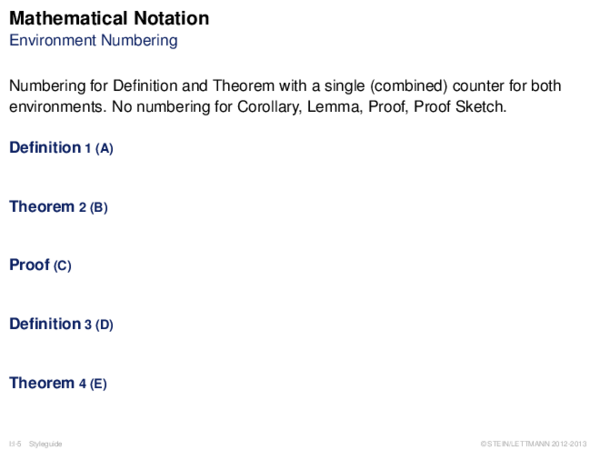 Mathematical Notation
Environment Numbering
Numbering for Definition and Theorem with a single (combined) counter for both
environments. No numbering for Corollary, Lemma, Proof, Proof Sketch.
Definition 1 (A)
Theorem 2 (B)
Proof (C)
Definition 3 (D)
Theorem 4 (E)
III-6 Styleguide © STEIN/LETTMANN 2012-2013